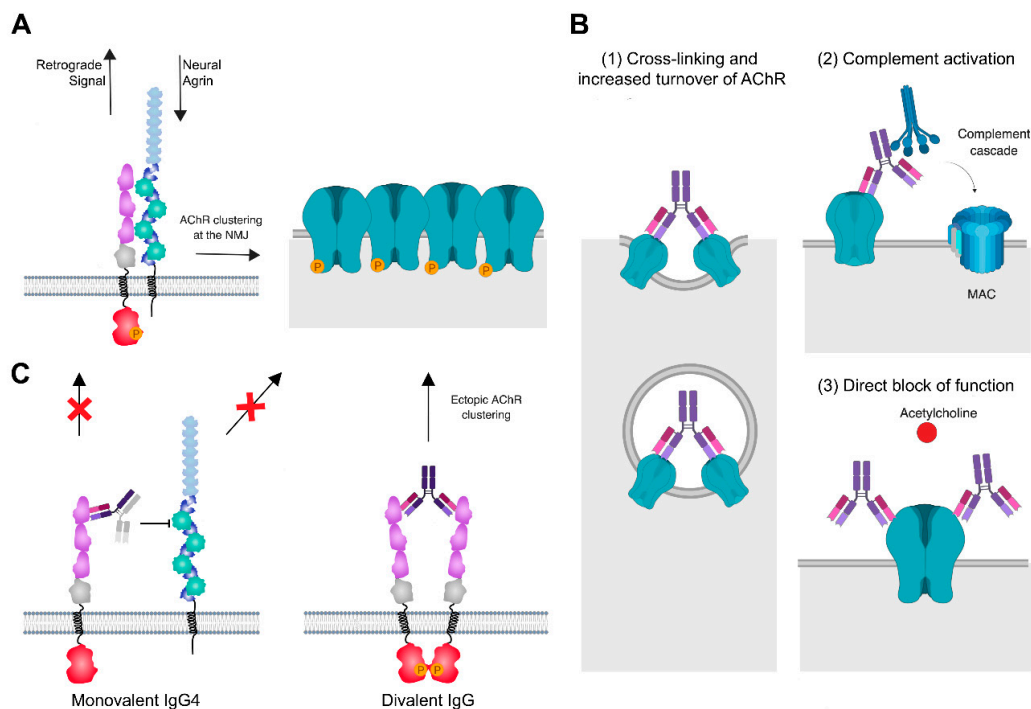 A
Retrograde
Signal
Neural
Agrin
AChR clustering
at the NMJ
P
P
P
P
P
B
(1) Cross-linking and
increased turnover of AChR
(2) Complement activation
Complement
cascade
MAC
(3) Direct block of function
Acetylcholine
C
Ectopic AChR
clustering
P
P
Monovalent IgG4
Divalent IgG